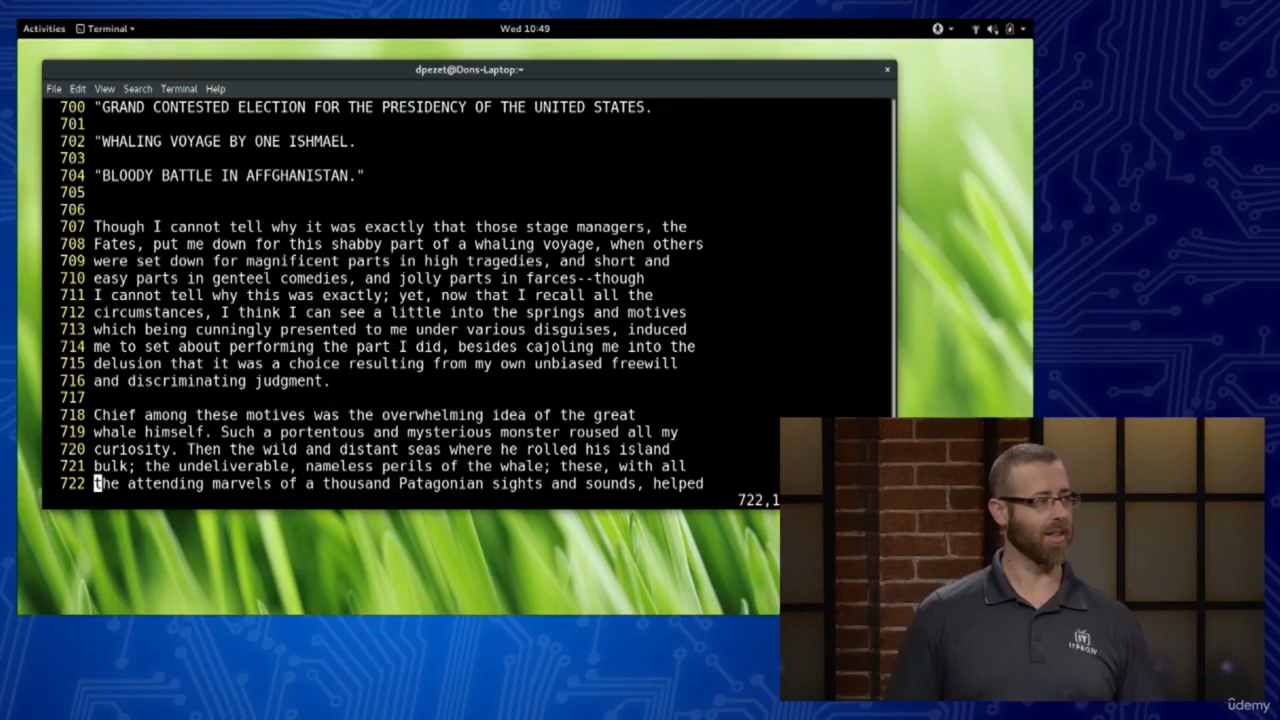 Activities Terminal Wed 10:49
dpezet@Dons-Laptop:~
File Edit View Search Terminal Help
700 "GRAND CONTESTED ELECTION FOR THE PRESIDENCY OF THE UNITED STATES.
701
702 "WHALING VOYAGE BY ONE ISHMAEL.
703
704 "BLOODY BATTLE IN AFFGHANISTAN."
705
706
707 Though I cannot tell why it was exactly that those stage managers, the
708 Fates, put me down for this shabby part of a whaling voyage, when others
709 were set down for magnificent parts in high tragedies, and short and
710 easy parts in genteel comedies, and jolly parts in farces--though
711 I cannot tell why this was exactly; yet, now that I recall all the
712 circumstances, I think I can see a little into the springs and motives
713 which being cunningly presented to me under various disguises, induced
714 me to set about performing the part I did, besides cajoling me into the
715 delusion that it was a choice resulting from my own unbiased freewill
716 and discriminating judgment.
717
718 Chief among these motives was the overwhelming idea of the great
719 whale himself. Such a portentous and mysterious monster roused all my
720 curiosity. Then the wild and distant seas where he rolled his island
721 bulk; the undeliverable, nameless perils of the whale; these, with all
722 the attending marvels of a thousand Patagonian sights and sounds, helped
722,1
IT
ITPROTV
ûdemy